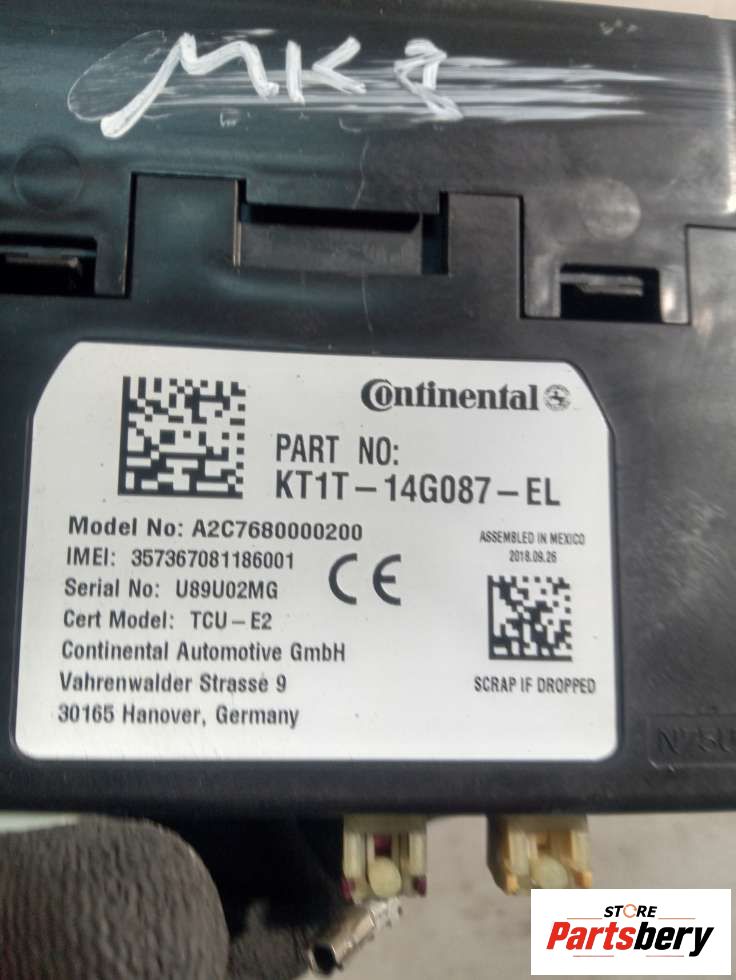 MK 8
Continental
PART NO:
KT1T-14G087-EL
Model No: A2C7680000200
IMEI: 357367081186001
Serial No: U89U02MG
Cert Model: TCU-E2
Continental Automotive GmbH
Vahrenwalder Strasse 9
30165 Hanover, Germany
CE
ASSEMBLED IN MEXICO
2018.09.26
SCRAP IF DROPPED
STORE
Partsbery